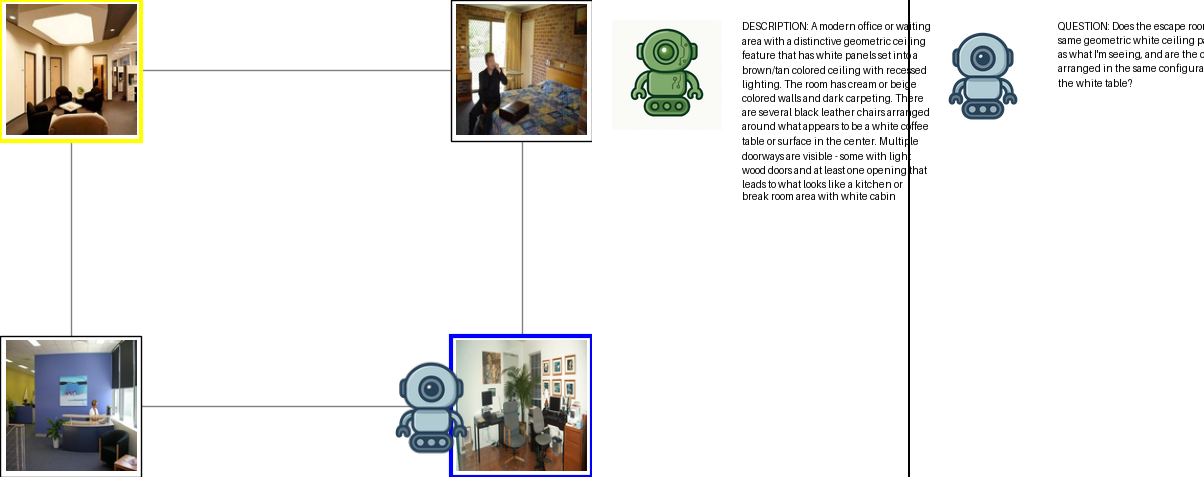 DESCRIPTION: A modern office or waiting
area with a distinctive geometric ceiling
feature that has white panels set into a
brown/tan colored ceiling with recessed
lighting. The room has cream or beige
colored walls and dark carpeting. There
are several black leather chairs arranged
around what appears to be a white coffee
table or surface in the center. Multiple
doorways are visible - some with light
wood doors and at least one opening that
leads to what looks like a kitchen or
break room area with white cabin
QUESTION: Does the escape roo
same geometric white ceiling p
as what I'm seeing, and are the c
arranged in the same configura
the white table?